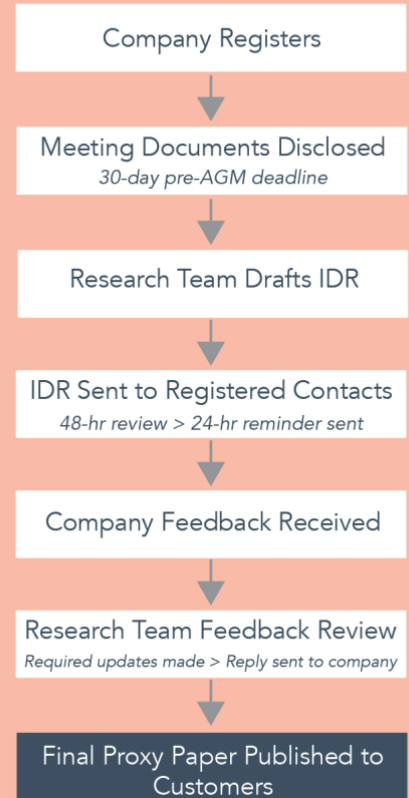 Company Registers
Meeting Documents Disclosed
30-day pre-AGM deadline
Research Team Drafts IDR
IDR Sent to Registered Contacts
48-hr review > 24-hr reminder sent
Company Feedback Received
Research Team Feedback Review
Required updates made > Reply sent to company
Final Proxy Paper Published to
Customers